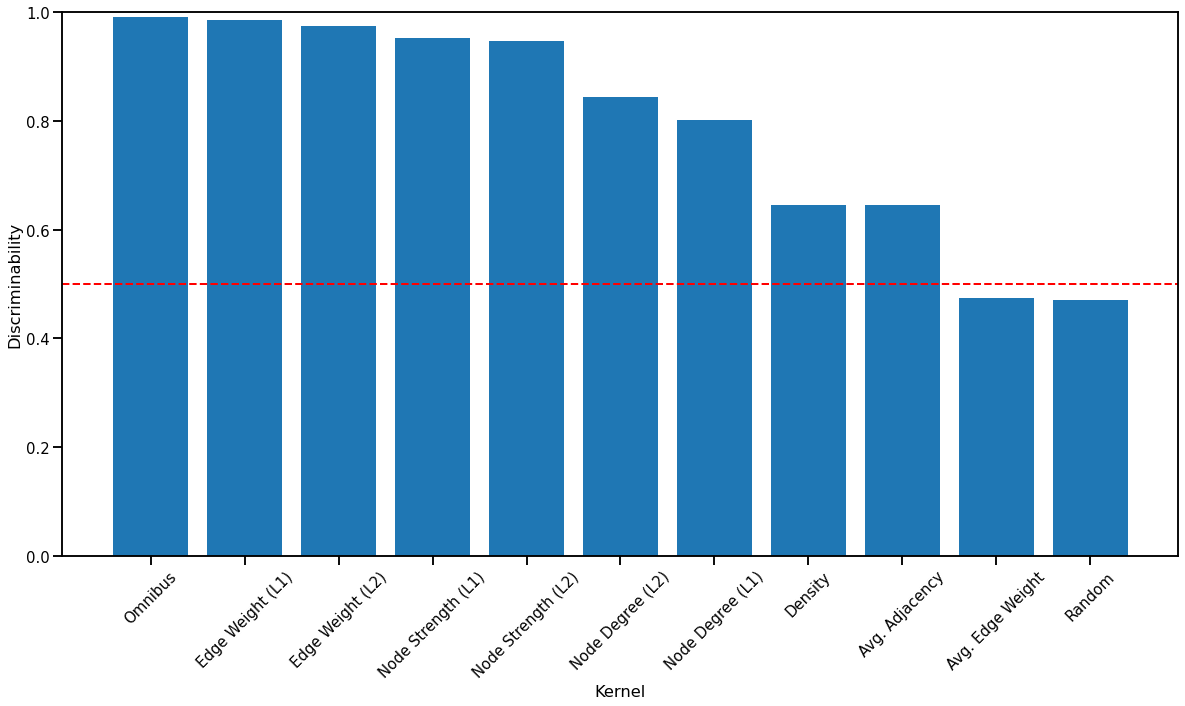 1.0
0.8
0.6
0.4
0.2
0.0
Discriminability
Omnibus
Edge Weight (L1)
Edge Weight (L2)
Node Strength (L1)
Node Strength (L2)
Node Degree (L2)
Node Degree (L1)
Density
Avg. Adjacency
Avg. Edge Weight
Random
Kernel